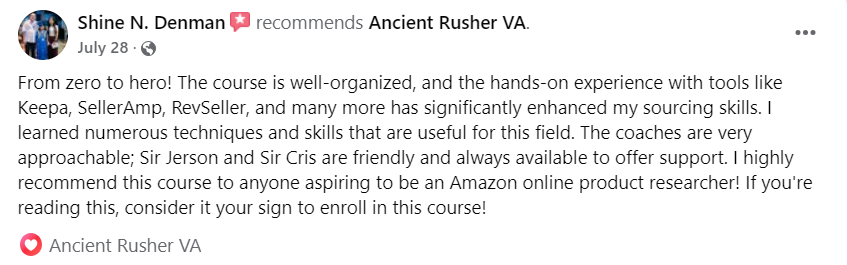 Shine N. Denman recommends Ancient Rusher VA.
July 28 ·
From zero to hero! The course is well-organized, and the hands-on experience with tools like
Keepa, SellerAmp, RevSeller, and many more has significantly enhanced my sourcing skills. I
learned numerous techniques and skills that are useful for this field. The coaches are very
approachable; Sir Jerson and Sir Cris are friendly and always available to offer support. I highly
recommend this course to anyone aspiring to be an Amazon online product researcher! If you're
reading this, consider it your sign to enroll in this course!
Ancient Rusher VA